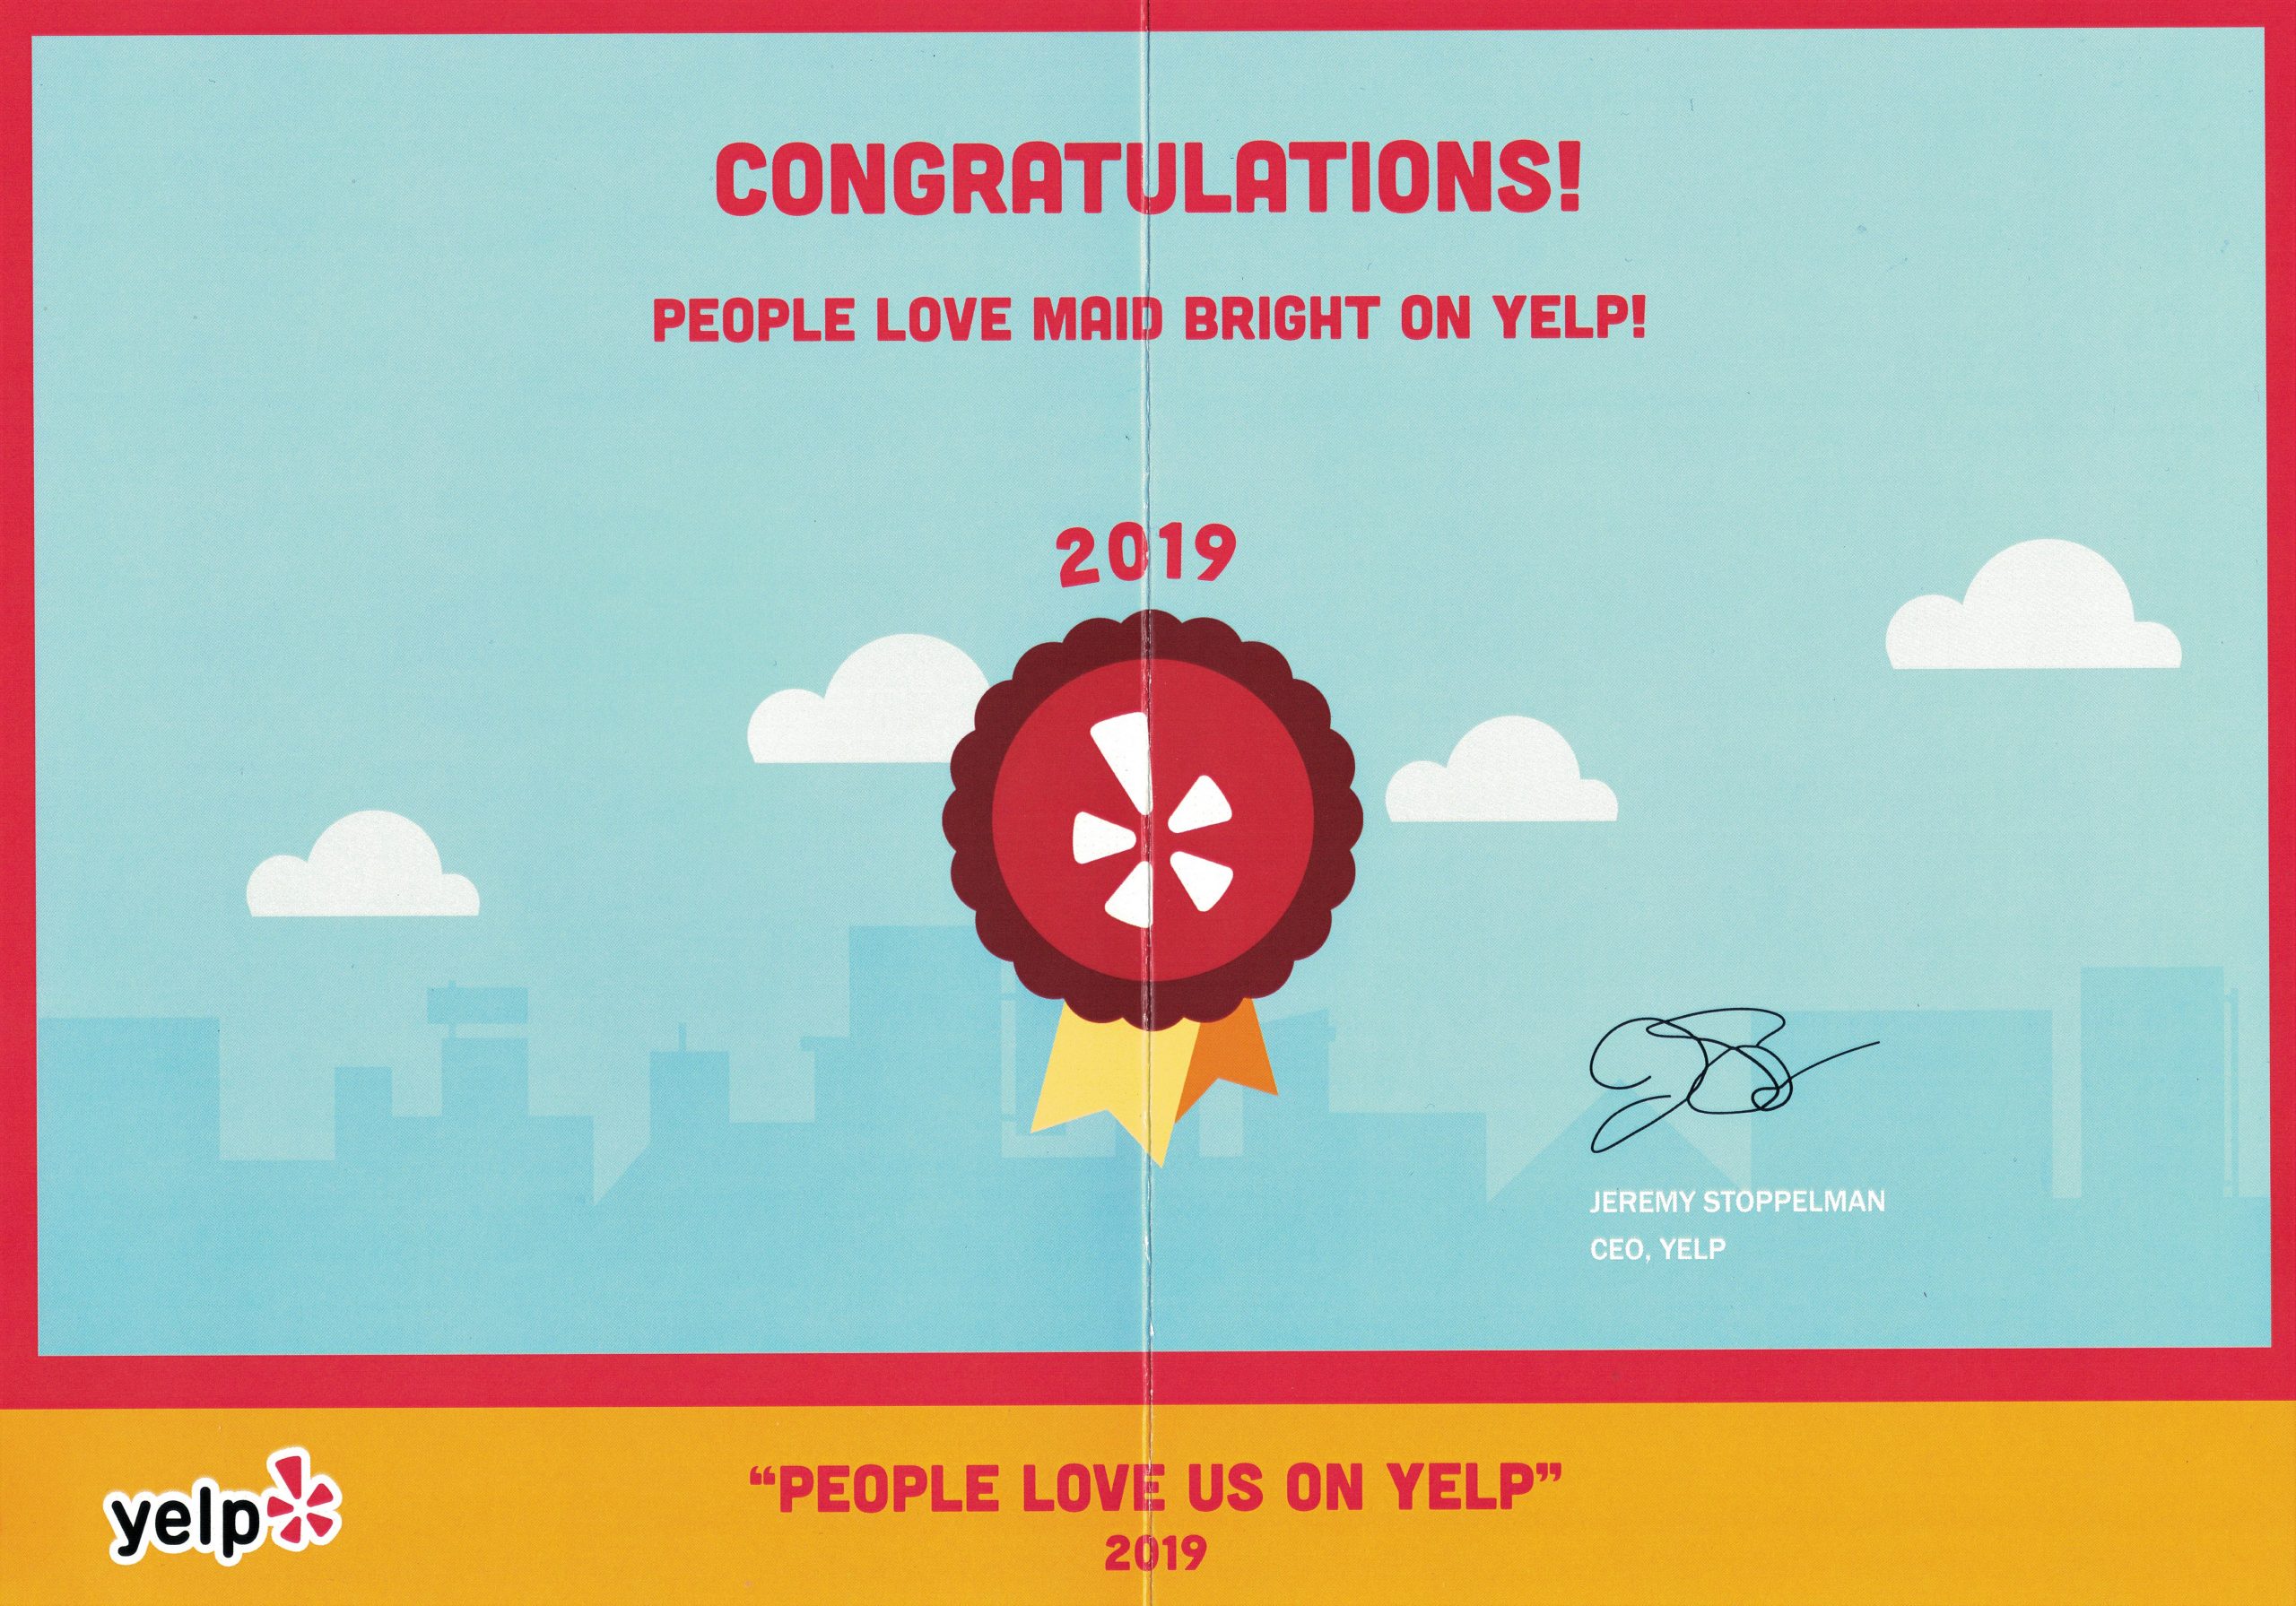 CONGRATULATIONS!
PEOPLE LOVE MAID BRIGHT ON YELP!
2019
JEREMY STOPPELMAN
CEO, YELP
yelp
“PEOPLE LOVE US ON YELP”
2019